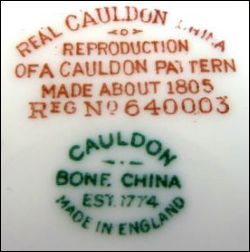 REAL CAULDON CHINA
REPRODUCTION
OF A CAULDON PATTERN
MADE ABOUT 1805
REG NO 640003
CAULDON
BONE CHINA
EST. 1774
MADE IN ENGLAND